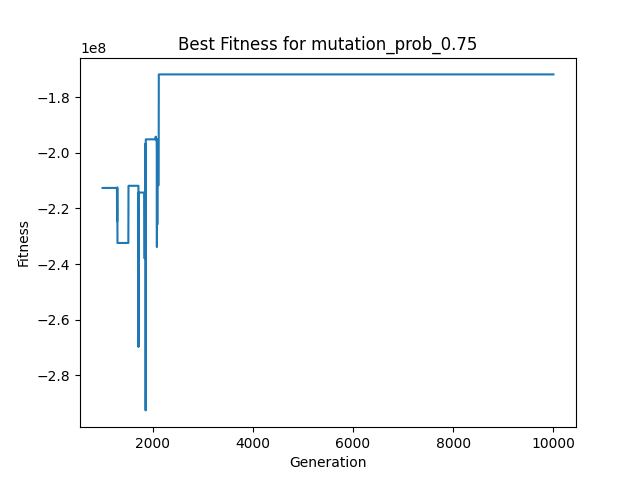 Best Fitness for mutation_prob_0.75
1e8
−1.8
−2.0
−2.2
−2.4
−2.6
−2.8
Fitness
2000 4000 6000 8000 10000
Generation